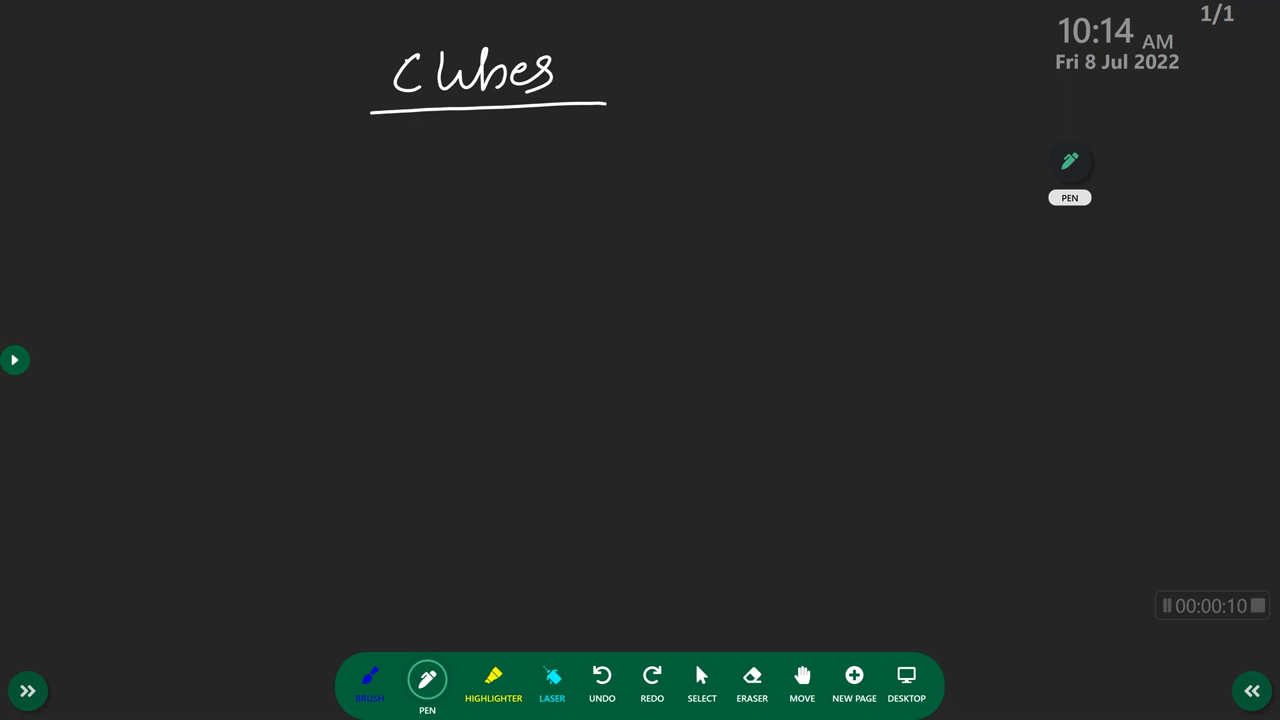 1/1
10:14 AM
Cubes
Fri 8 Jul 2022
PEN
00:00:10
BRUSH
PEN
HIGHLIGHTER
LASER
UNDO
REDO
SELECT
ERASER
MOVE
NEW PAGE
DESKTOP